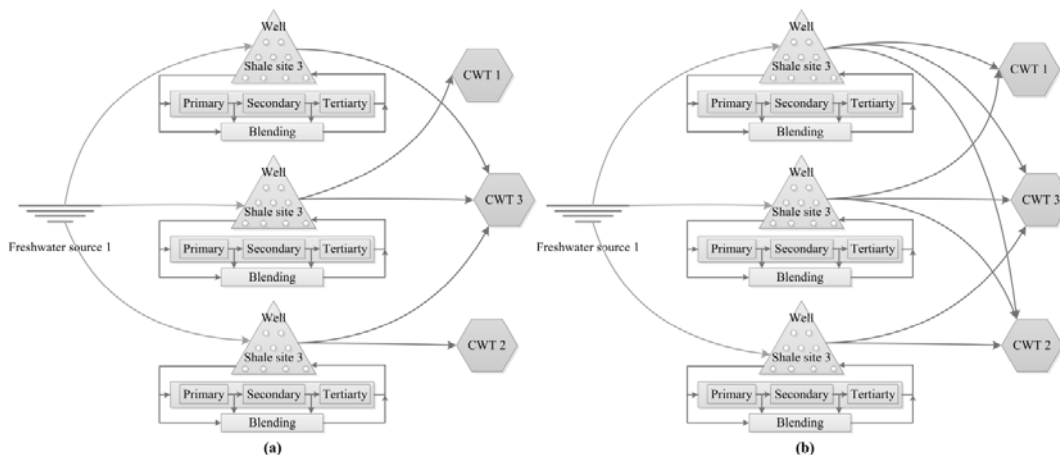 Well
Shale site 3
Primary Secondary Tertiarty
Blending
CWT 1
Well
Shale site 3
Primary Secondary Tertiarty
Blending
CWT 3
Freshwater source 1
Well
Shale site 3
Primary Secondary Tertiarty
Blending
CWT 2
(a)
Well
Shale site 3
Primary Secondary Tertiarty
Blending
CWT 1
Well
Shale site 3
Primary Secondary Tertiarty
Blending
CWT 3
Freshwater source 1
Well
Shale site 3
Primary Secondary Tertiarty
Blending
CWT 2
(b)